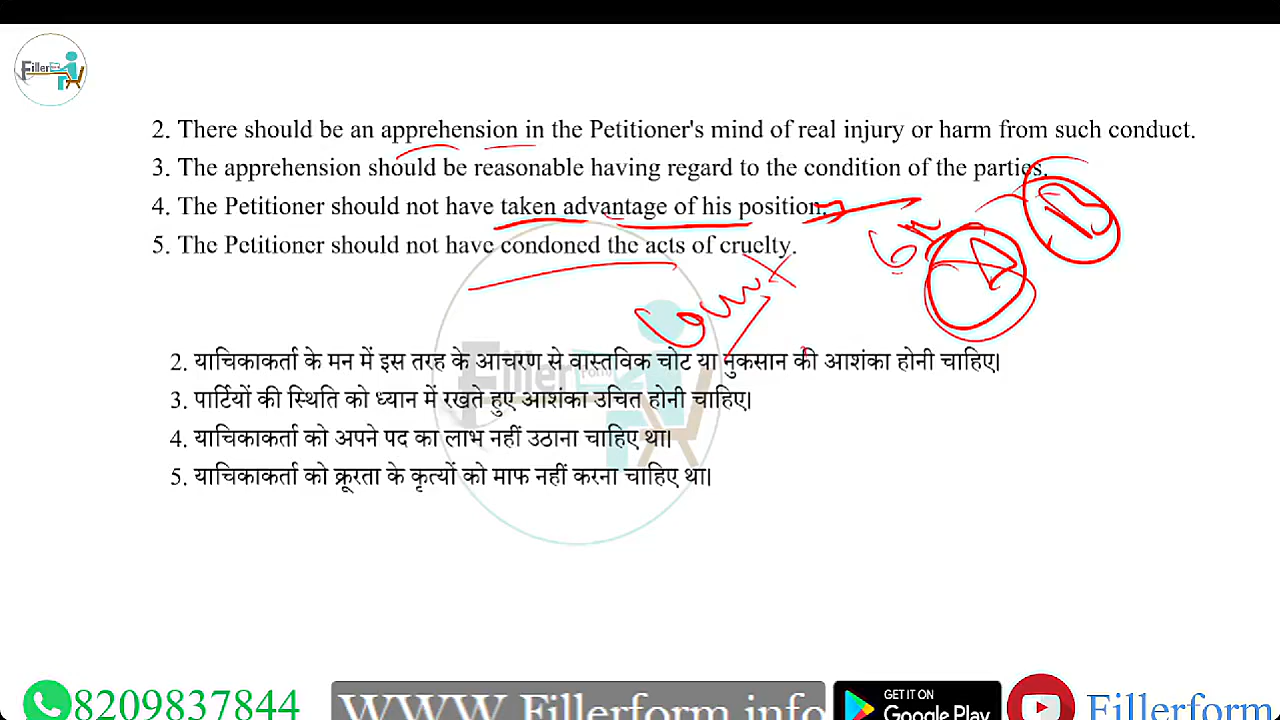 Filler
2. There should be an apprehension in the Petitioner's mind of real injury or harm from such conduct.
3. The apprehension should be reasonable having regard to the condition of the parties.
4. The Petitioner should not have taken advantage of his position.
5. The Petitioner should not have condoned the acts of cruelty.
Court
2. याचिकाकर्ता के मन में इस तरह के आचरण से वास्तविक चोट या नुकसान की आशंका होनी चाहिए।
3. पार्टियों की स्थिति को ध्यान में रखते हुए आशंका उचित होनी चाहिए।
4. याचिकाकर्ता को अपने पद का लाभ नहीं उठाना चाहिए था।
5. याचिकाकर्ता को क्रूरता के कृत्यों को माफ नहीं करना चाहिए था।
8209837844 WWW.Fillerform.info GET IT ON Google Play Fillerform